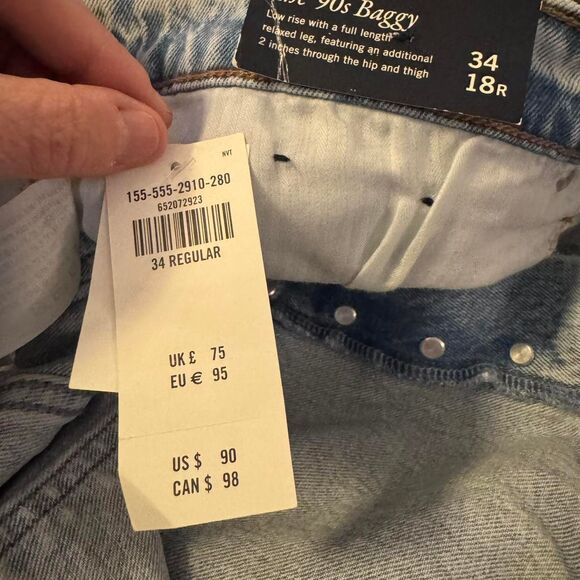 '90s Baggy
Low rise with a full length
relaxed leg, featuring an additional
2 inches through the hip and thigh
34
18R
NVT
155-555-2910-280
652072923
34 REGULAR
UK £ 75
EU € 95
US $ 90
CAN $ 98